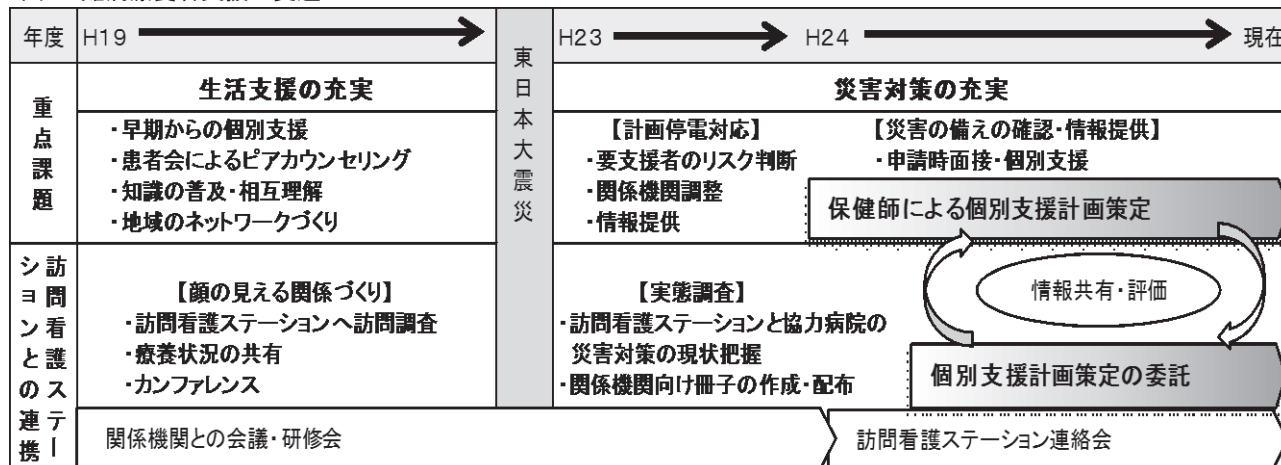 年度
H19
東日本大震災
H23
H24
現在
重点課題
生活支援の充実
・早期からの個別支援
・患者会によるピアカウンセリング
・知識の普及・相互理解
・地域のネットワークづくり
災害対策の充実
【計画停電対応】
・要支援者のリスク判断
・関係機関調整
・情報提供
【災害の備えの確認・情報提供】
・申請時面接・個別支援
保健師による個別支援計画策定
訪問看護ステー
ションとの連携
【顔の見える関係づくり】
・訪問看護ステーションへ訪問調査
・療養状況の共有
・カンファレンス
【実態調査】
・訪問看護ステーションと協力病院の
災害対策の現状把握
・関係機関向け冊子の作成・配布
情報共有・評価
個別支援計画策定の委託
関係機関との会議・研修会
訪問看護ステーション連絡会